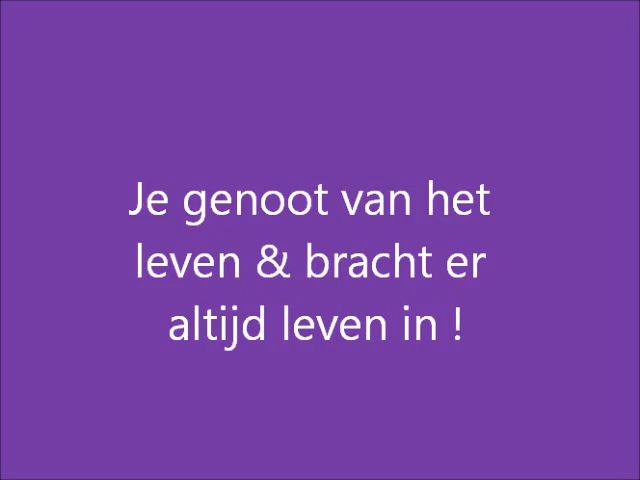 Je genoot van het
leven & bracht er
altijd leven in !